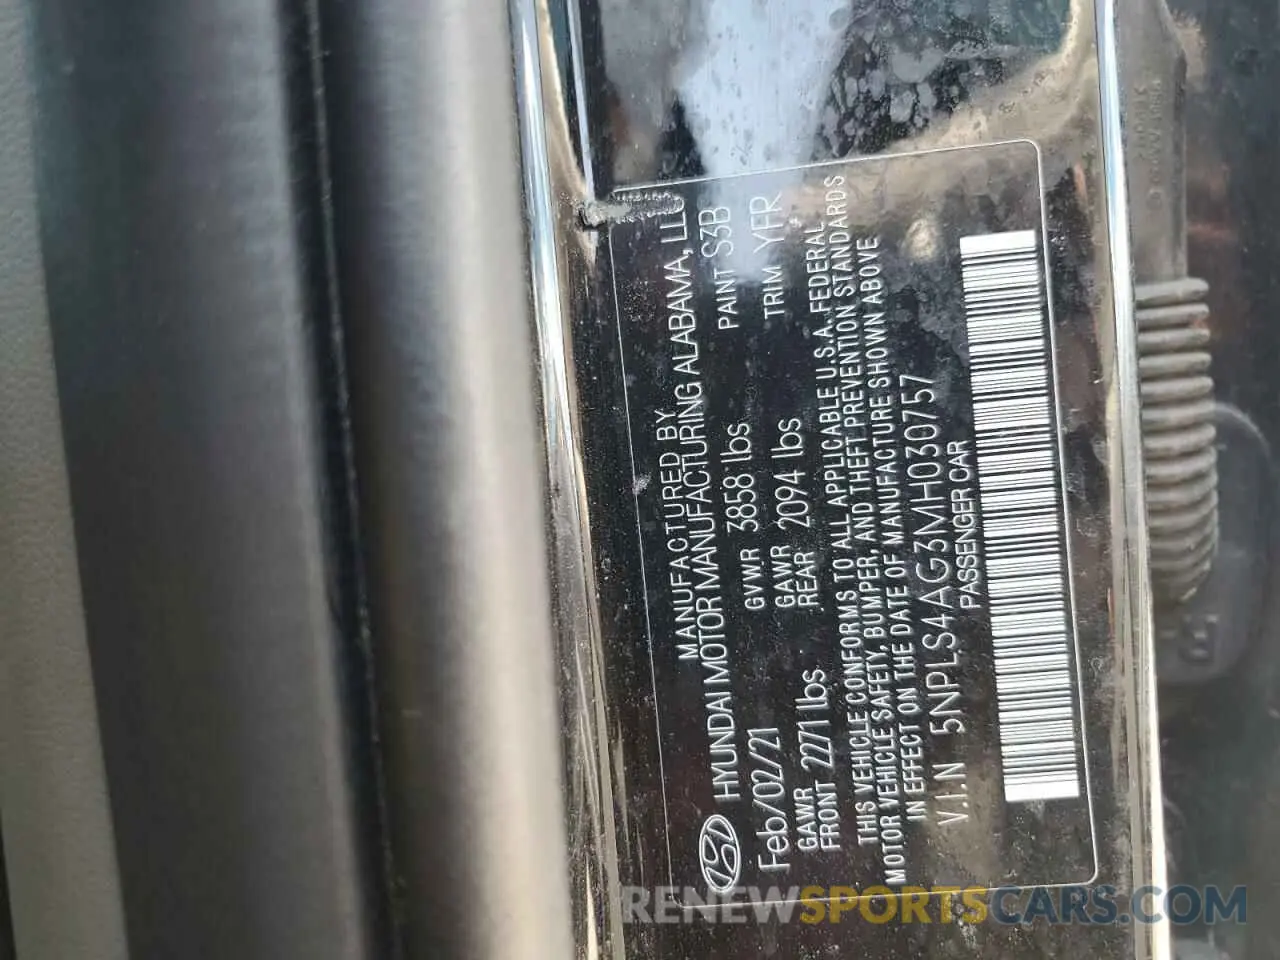 MANUFACTURED BY
HYUNDAI MOTOR MANUFACTURING ALABAMA, LLC
Feb/02/21 GVWR 3858 lbs PAINT S3B
GAWR FRONT 2271 lbs GAWR REAR 2094 lbs TRIM YFR
THIS VEHICLE CONFORMS TO ALL APPLICABLE U.S.A. FEDERAL
MOTOR VEHICLE SAFETY, BUMPER, AND THEFT PREVENTION STANDARDS
IN EFFECT ON THE DATE OF MANUFACTURE SHOWN ABOVE
V.I.N 5NPLS4AG3MH030757
PASSENGER CAR
RENEWSPORTSCARS.COM